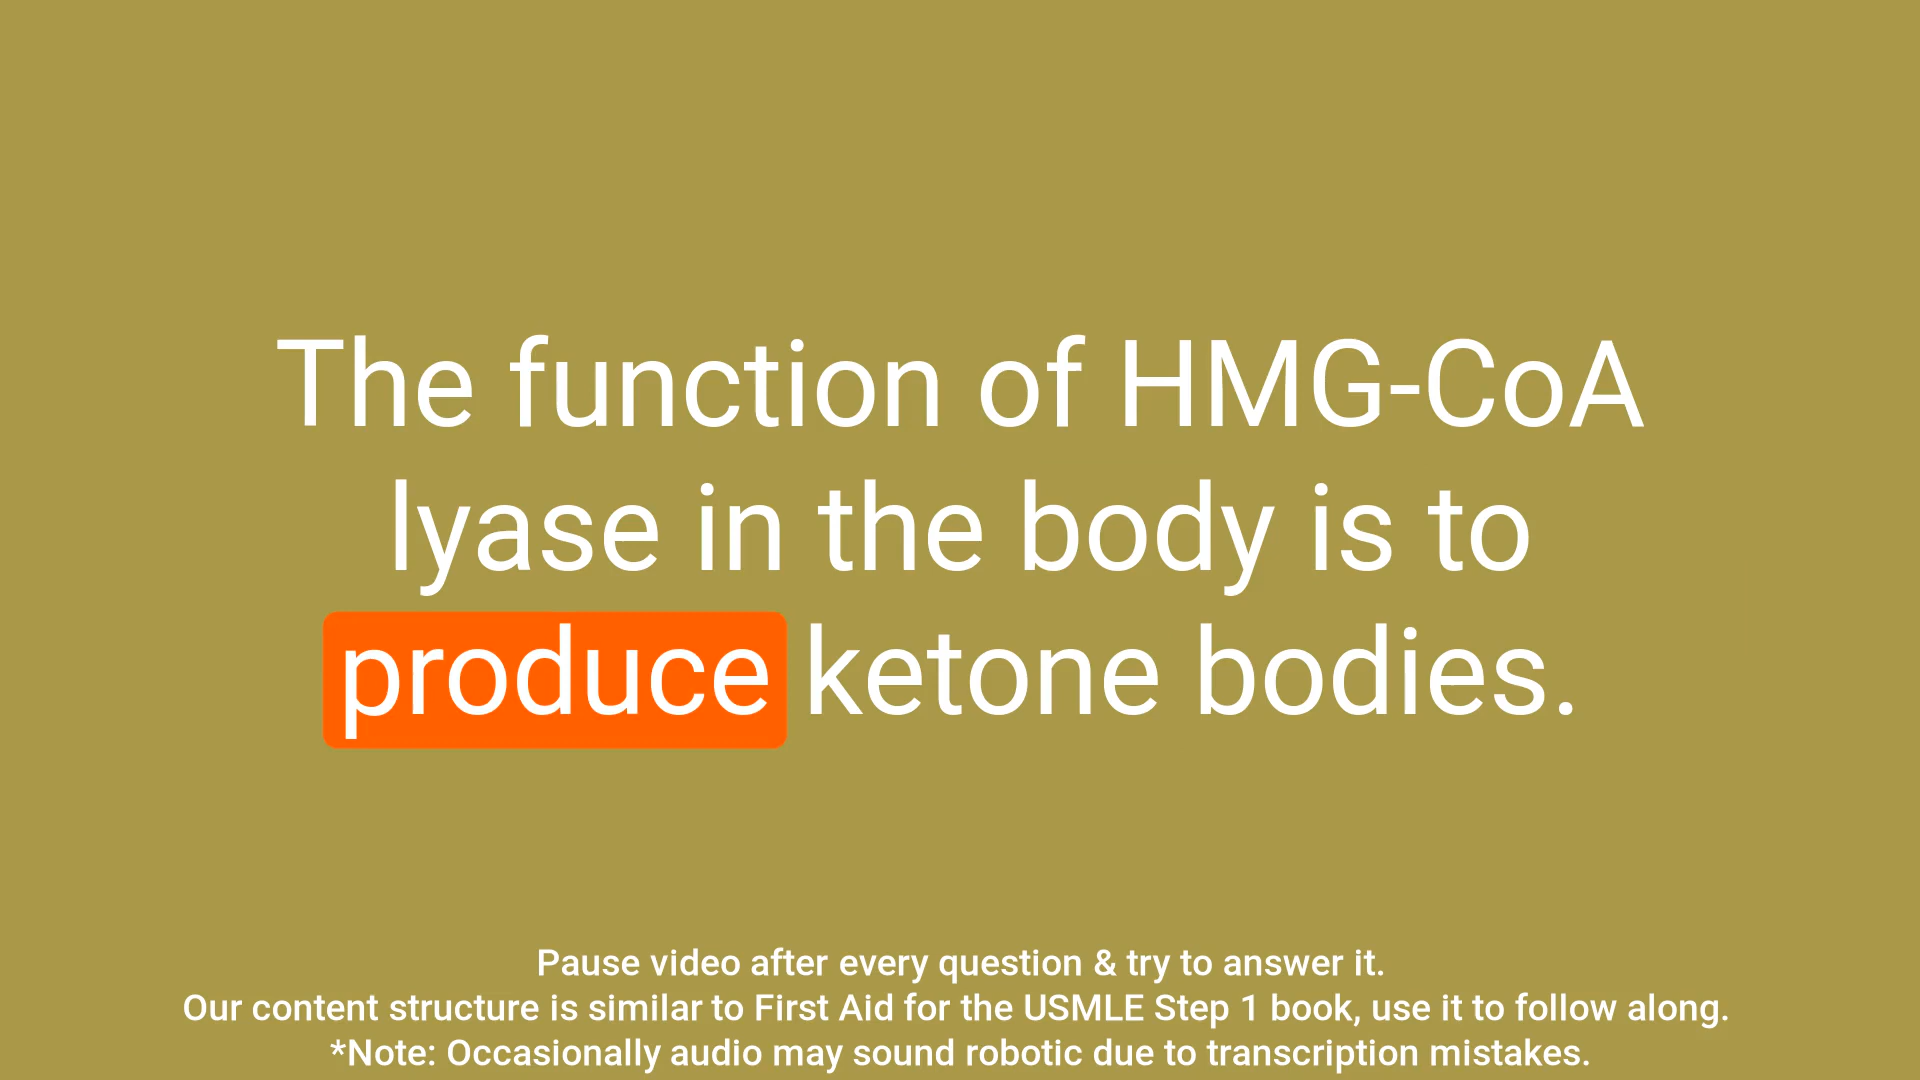 The function of HMG-CoA
lyase in the body is to
produce ketone bodies.
Pause video after every question & try to answer it.
Our content structure is similar to First Aid for the USMLE Step 1 book, use it to follow along.
*Note: Occasionally audio may sound robotic due to transcription mistakes.